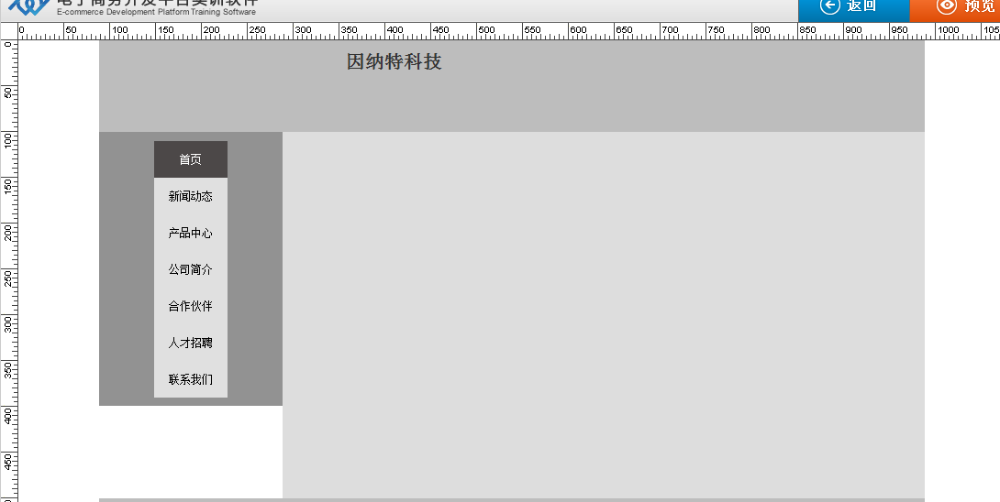 电子商务开发平台实训软件
E-commerce Development Platform Training Software
返回
预览
0 50 100 150 200 250 300 350 400 450 500 550 600 650 700 750 800 850 900 950 1000 1050
0
50
100
150
200
250
300
350
400
450
因纳特科技
首页
新闻动态
产品中心
公司简介
合作伙伴
人才招聘
联系我们